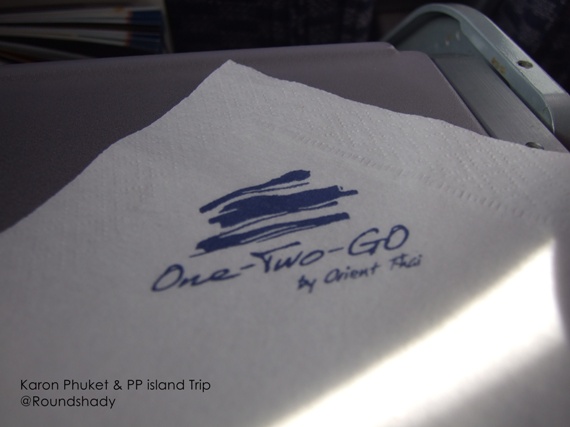 One-Two-GO
by Orient Thai
Karon Phuket & PP island Trip
@Roundshady